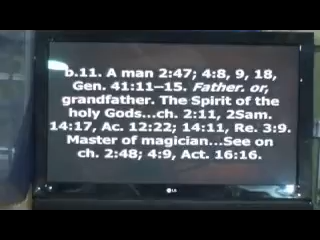 b.11. A man 2:47; 4:8, 9, 18,
Gen. 41:11–15. Father. or,
grandfather. The Spirit of the
holy Gods...ch. 2:11, 2Sam.
14:17, Ac. 12:22; 14:11, Re. 3:9.
Master of magician...See on
ch. 2:48; 4:9, Act. 16:16.
LG